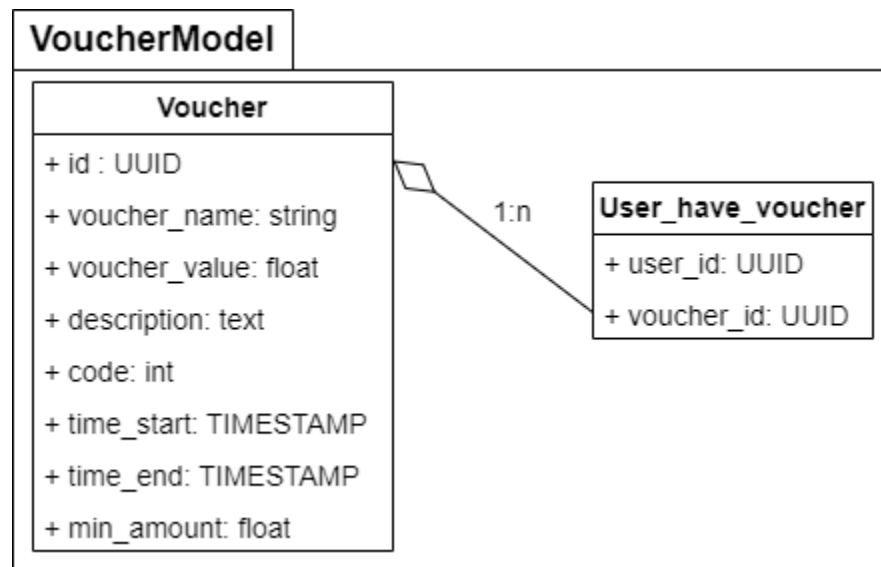 VoucherModel
Voucher
+ id : UUID
+ voucher_name: string
+ voucher_value: float
+ description: text
+ code: int
+ time_start: TIMESTAMP
+ time_end: TIMESTAMP
+ min_amount: float
1:n
User_have_voucher
+ user_id: UUID
+ voucher_id: UUID